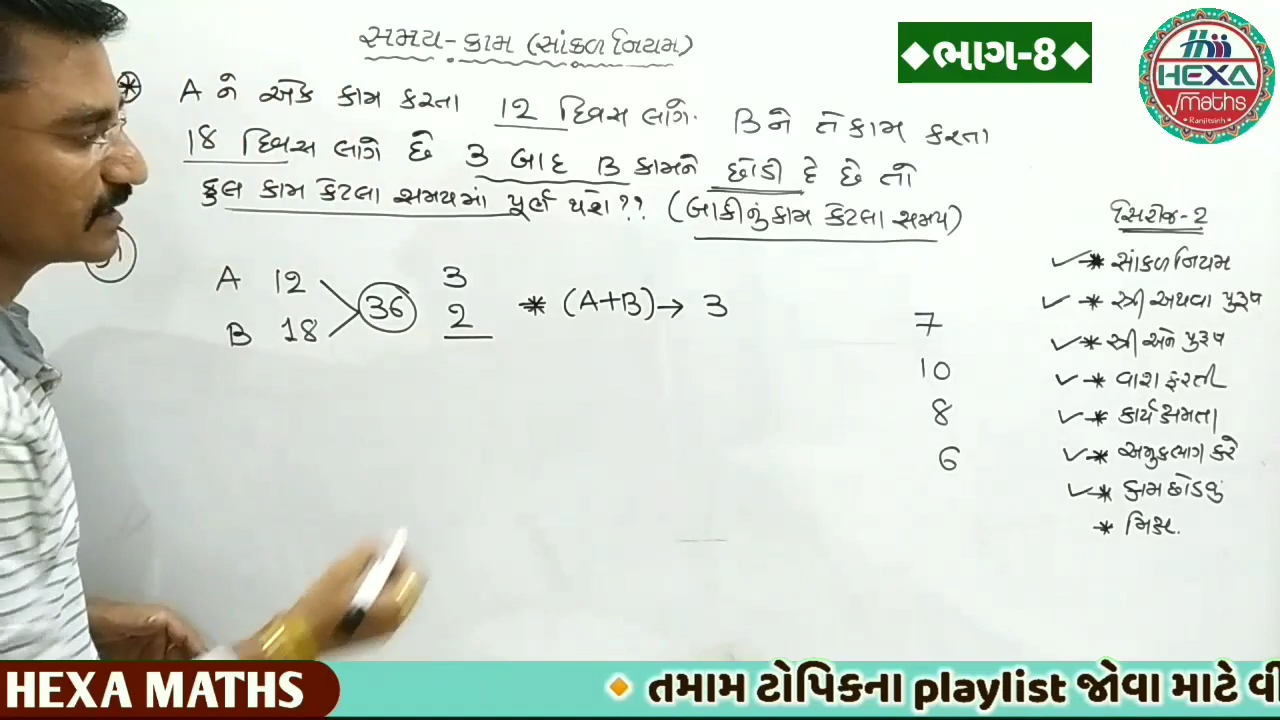 સમય-કામ (સાંકળ નિયમ)
◆ભાગ-8◆
HEXA
Maths
Ranjitsinh
* A ને એક કામ કરતા 12 દિવસ લાગે. B ને તે કામ કરતા
18 દિવસ લાગે છે 3 બાદ B કામને છોડી દે છે તો
કુલ કામ કેટલા સમયમાં પૂર્ણ થશે?? (બાકીનું કામ કેટલા સમય)
A 12
B 18
36
3
2
* (A+B)→ 3
7
10
8
6
સિરીઝ-2
✓* સાંકળ નિયમ
✓* સ્ત્રી અથવા પુરૂષ
✓* સ્ત્રી અને પુરૂષ
✓* વારા ફરતી
✓* કાર્યક્ષમતા
✓* અમુકભાગ કરે
✓* કામ છોડવું
* મિક્ષ.
HEXA MATHS
🔸 તમામ ટોપિકના playlist જોવા માટે વી